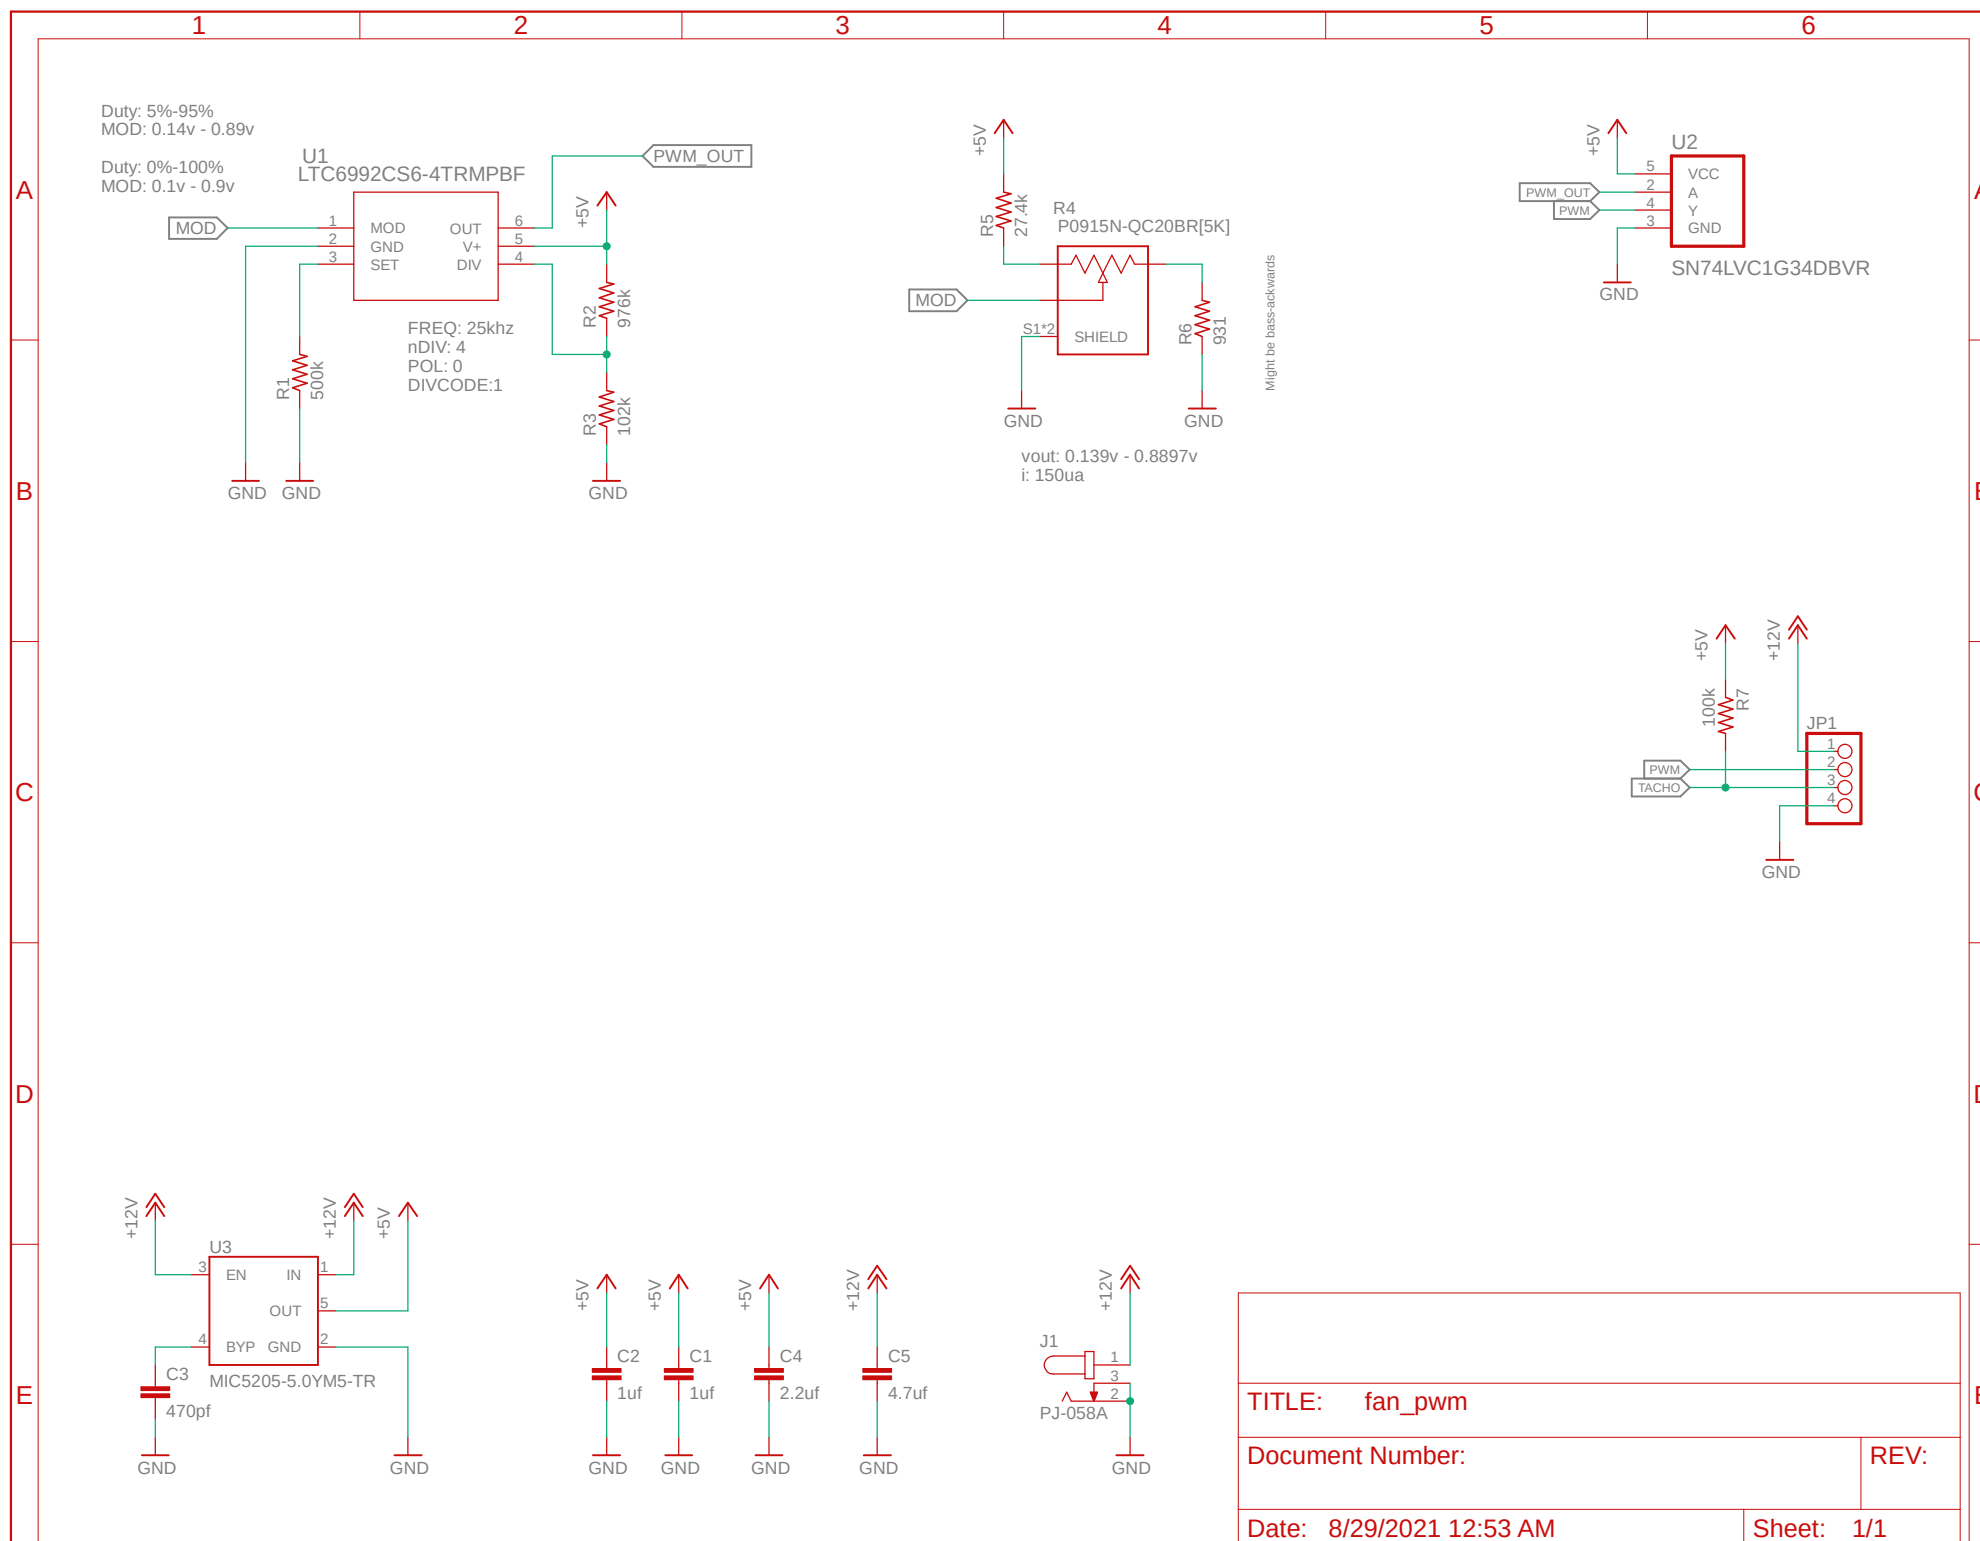 1 2 3 4 5 6
A
B
C
D
E
Duty: 5%-95%
MOD: 0.14v - 0.89v
Duty: 0%-100%
MOD: 0.1v - 0.9v
U1
LTC6992CS6-4TRMPBF
MOD
1 MOD OUT 6
2 GND V+ 5
3 SET DIV 4
PWM_OUT
+5V
R2
976k
R3
102k
R1
500k
FREQ: 25khz
nDIV: 4
POL: 0
DIVCODE:1
GND GND GND
+5V
R5
27.4k
R4
P0915N-QC20BR[5K]
MOD
S1*2 SHIELD
R6
931
Might be bass-ackwards
GND GND
vout: 0.139v - 0.8897v
i: 150ua
+5V
U2
5 VCC
PWM_OUT 2 A
PWM 4 Y
3 GND
SN74LVC1G34DBVR
GND
+5V +12V
100k
R7
JP1
1
PWM 2
TACHO 3
4
GND
+12V +12V +5V
U3
3 EN IN 1
OUT 5
4 BYP GND 2
C3
470pf
MIC5205-5.0YM5-TR
GND GND
+5V +5V +5V +12V
C2 C1 C4 C5
1uf 1uf 2.2uf 4.7uf
GND GND GND GND
+12V
J1
1
3
2
PJ-058A
GND
TITLE: fan_pwm
Document Number:
REV:
Date: 8/29/2021 12:53 AM
Sheet: 1/1